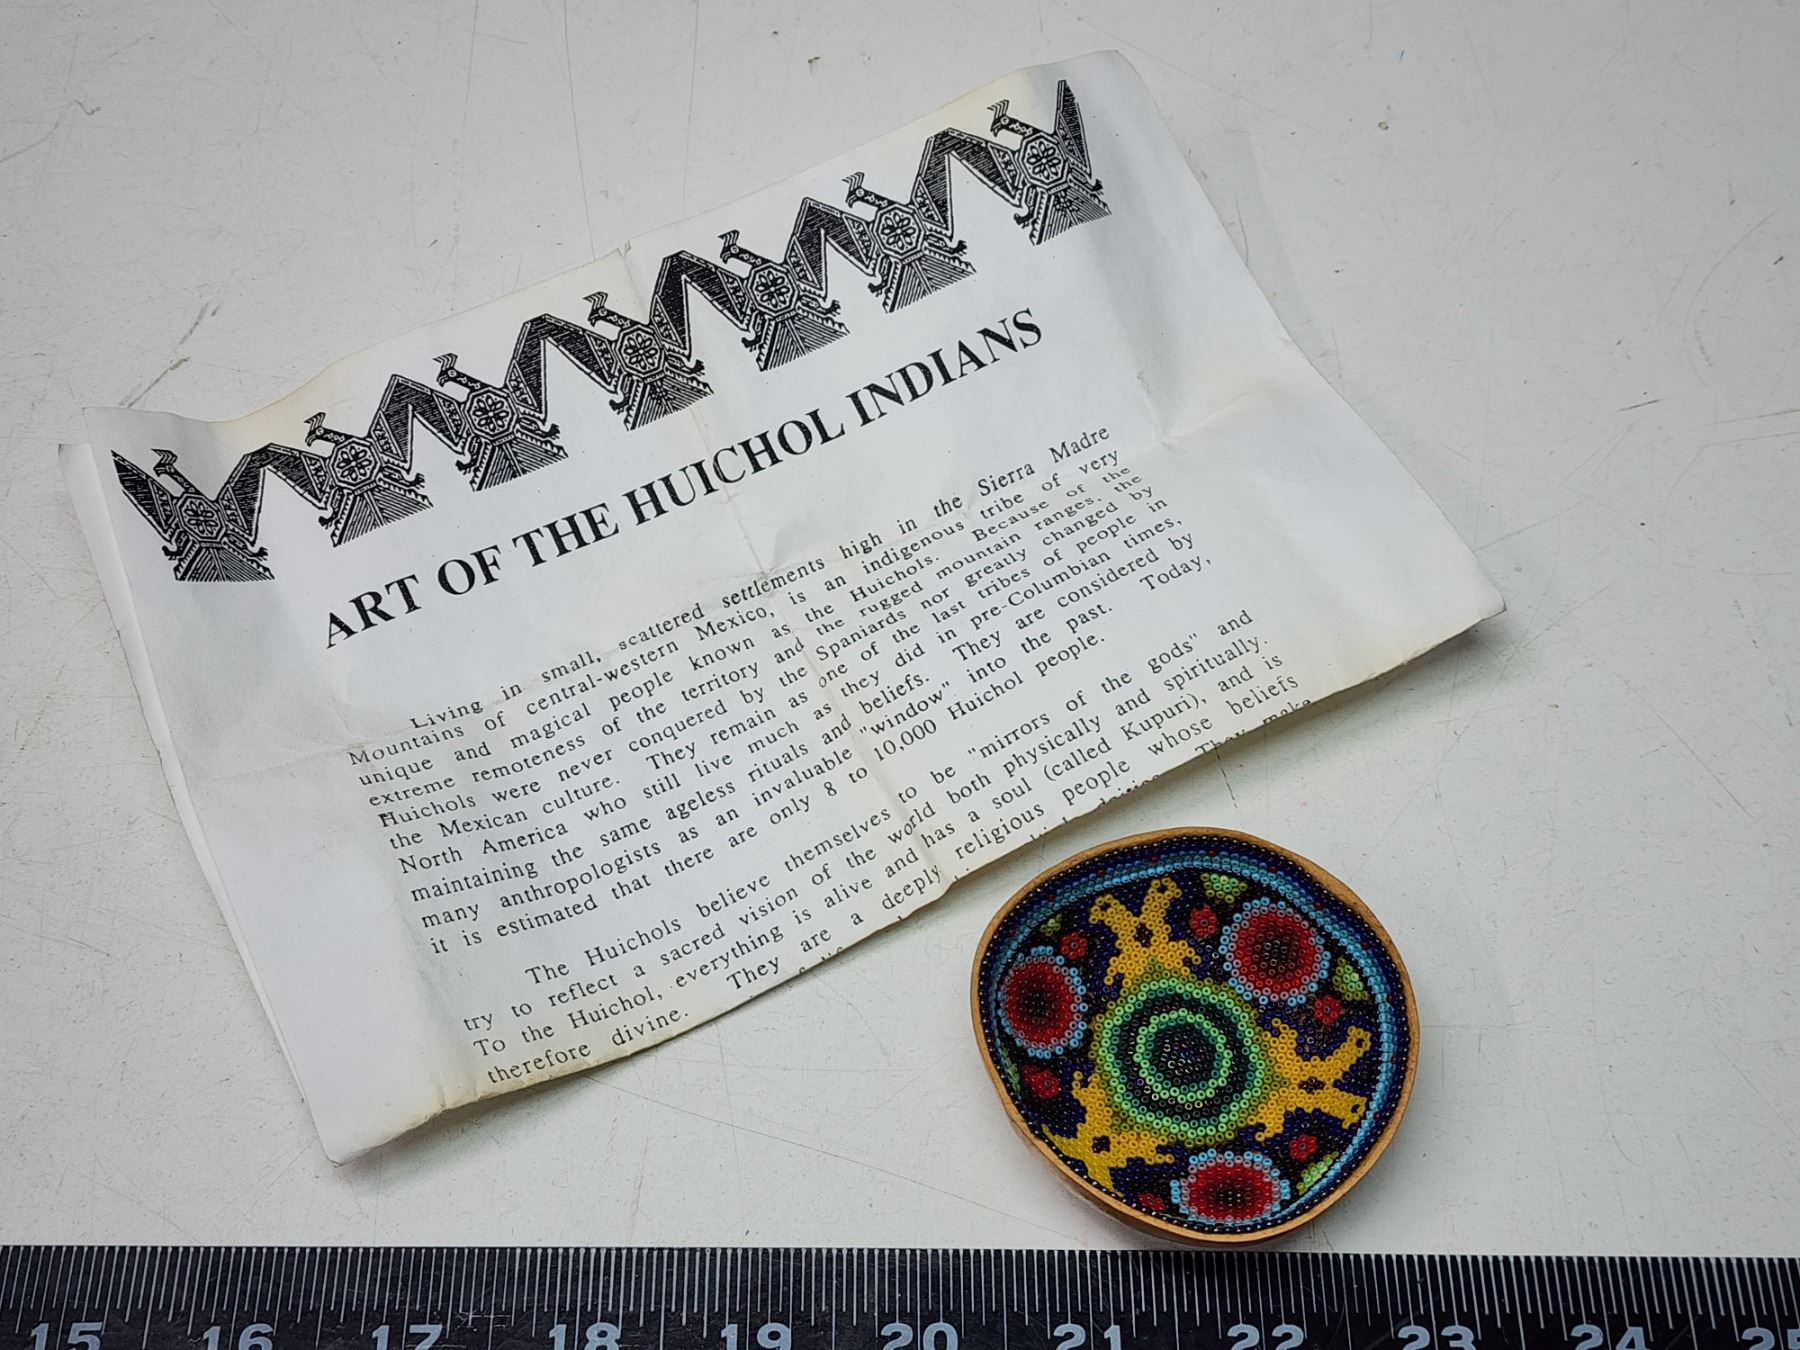 ART OF THE HUICHOL INDIANS
Living in small, scattered settlements high in the Sierra Madre
Mountains of central-western Mexico, is an indigenous tribe of very
unique and magical people known as the Huichols. Because of the
extreme remoteness of the territory and the rugged mountain ranges, the
Huichols were never conquered by the Spaniards nor greatly changed by
the Mexican culture. They remain as one of the last tribes of people in
North America who still live much as they did in pre-Columbian times,
maintaining the same ageless rituals and beliefs. They are considered by
many anthropologists as an invaluable "window" into the past. Today,
it is estimated that there are only 8 to 10,000 Huichol people.
The Huichols believe themselves to be "mirrors of the gods" and
try to reflect a sacred vision of the world both physically and spiritually.
To the Huichol, everything is alive and has a soul (called Kupuri), and is
therefore divine. They are a deeply religious people whose beliefs
They make
15 16 17 18 19 20 21 22 23 24 25